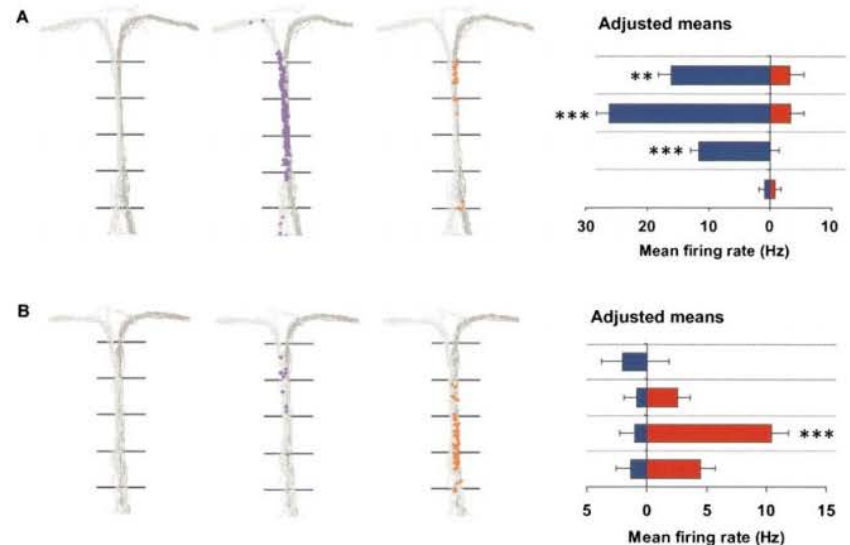 A
Adjusted means
**
***
***
30 20 10 0 10
Mean firing rate (Hz)
B
Adjusted means
***
5 0 5 10 15
Mean firing rate (Hz)